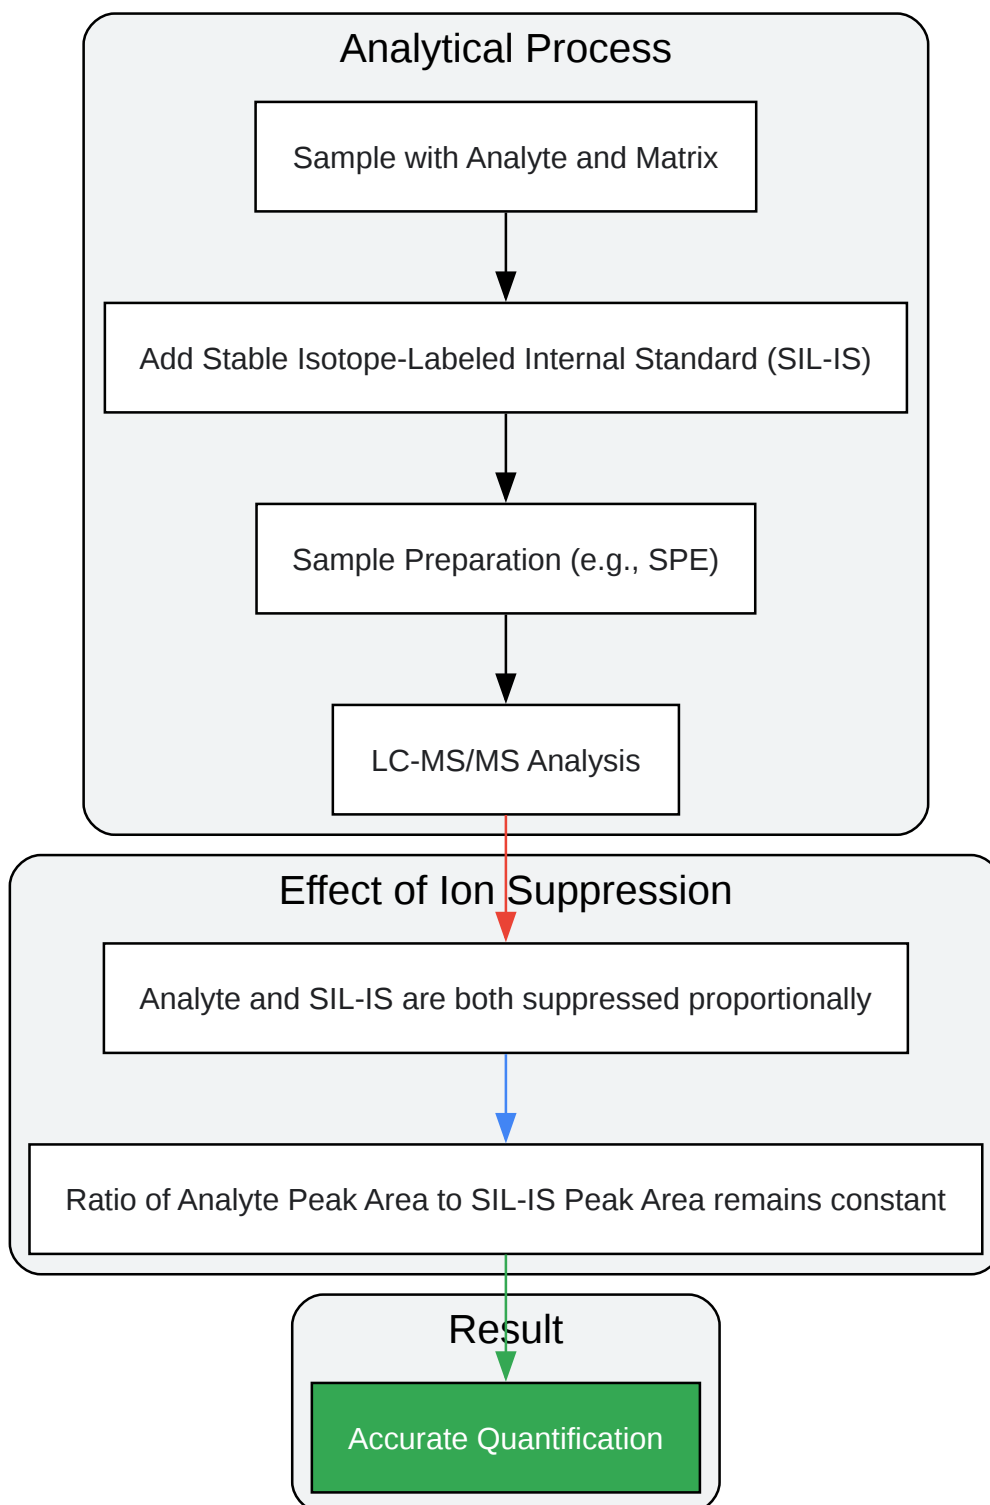 Analytical Process
Sample with Analyte and Matrix
Add Stable Isotope-Labeled Internal Standard (SIL-IS)
Sample Preparation (e.g., SPE)
LC-MS/MS Analysis
Effect of Ion Suppression
Analyte and SIL-IS are both suppressed proportionally
Ratio of Analyte Peak Area to SIL-IS Peak Area remains constant
Result
Accurate Quantification